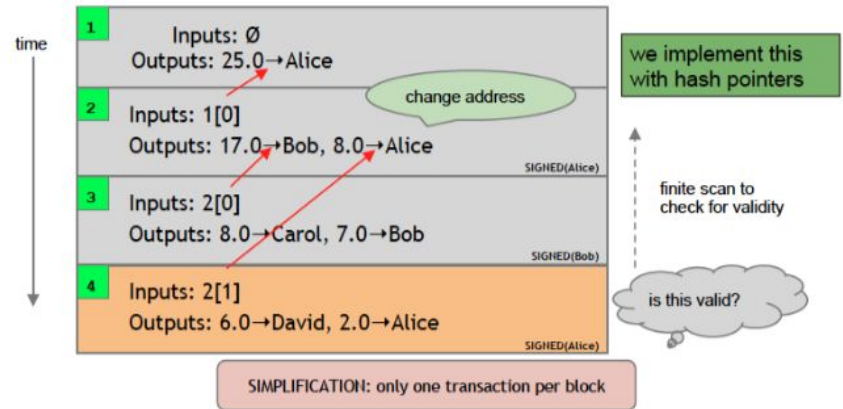 time
1
Inputs: Ø
Outputs: 25.0→Alice
we implement this
with hash pointers
change address
2
Inputs: 1[0]
Outputs: 17.0→Bob, 8.0→Alice
SIGNED(Alice)
3
Inputs: 2[0]
Outputs: 8.0→Carol, 7.0→Bob
SIGNED(Bob)
finite scan to
check for validity
4
Inputs: 2[1]
Outputs: 6.0→David, 2.0→Alice
SIGNED(Alice)
is this valid?
SIMPLIFICATION: only one transaction per block